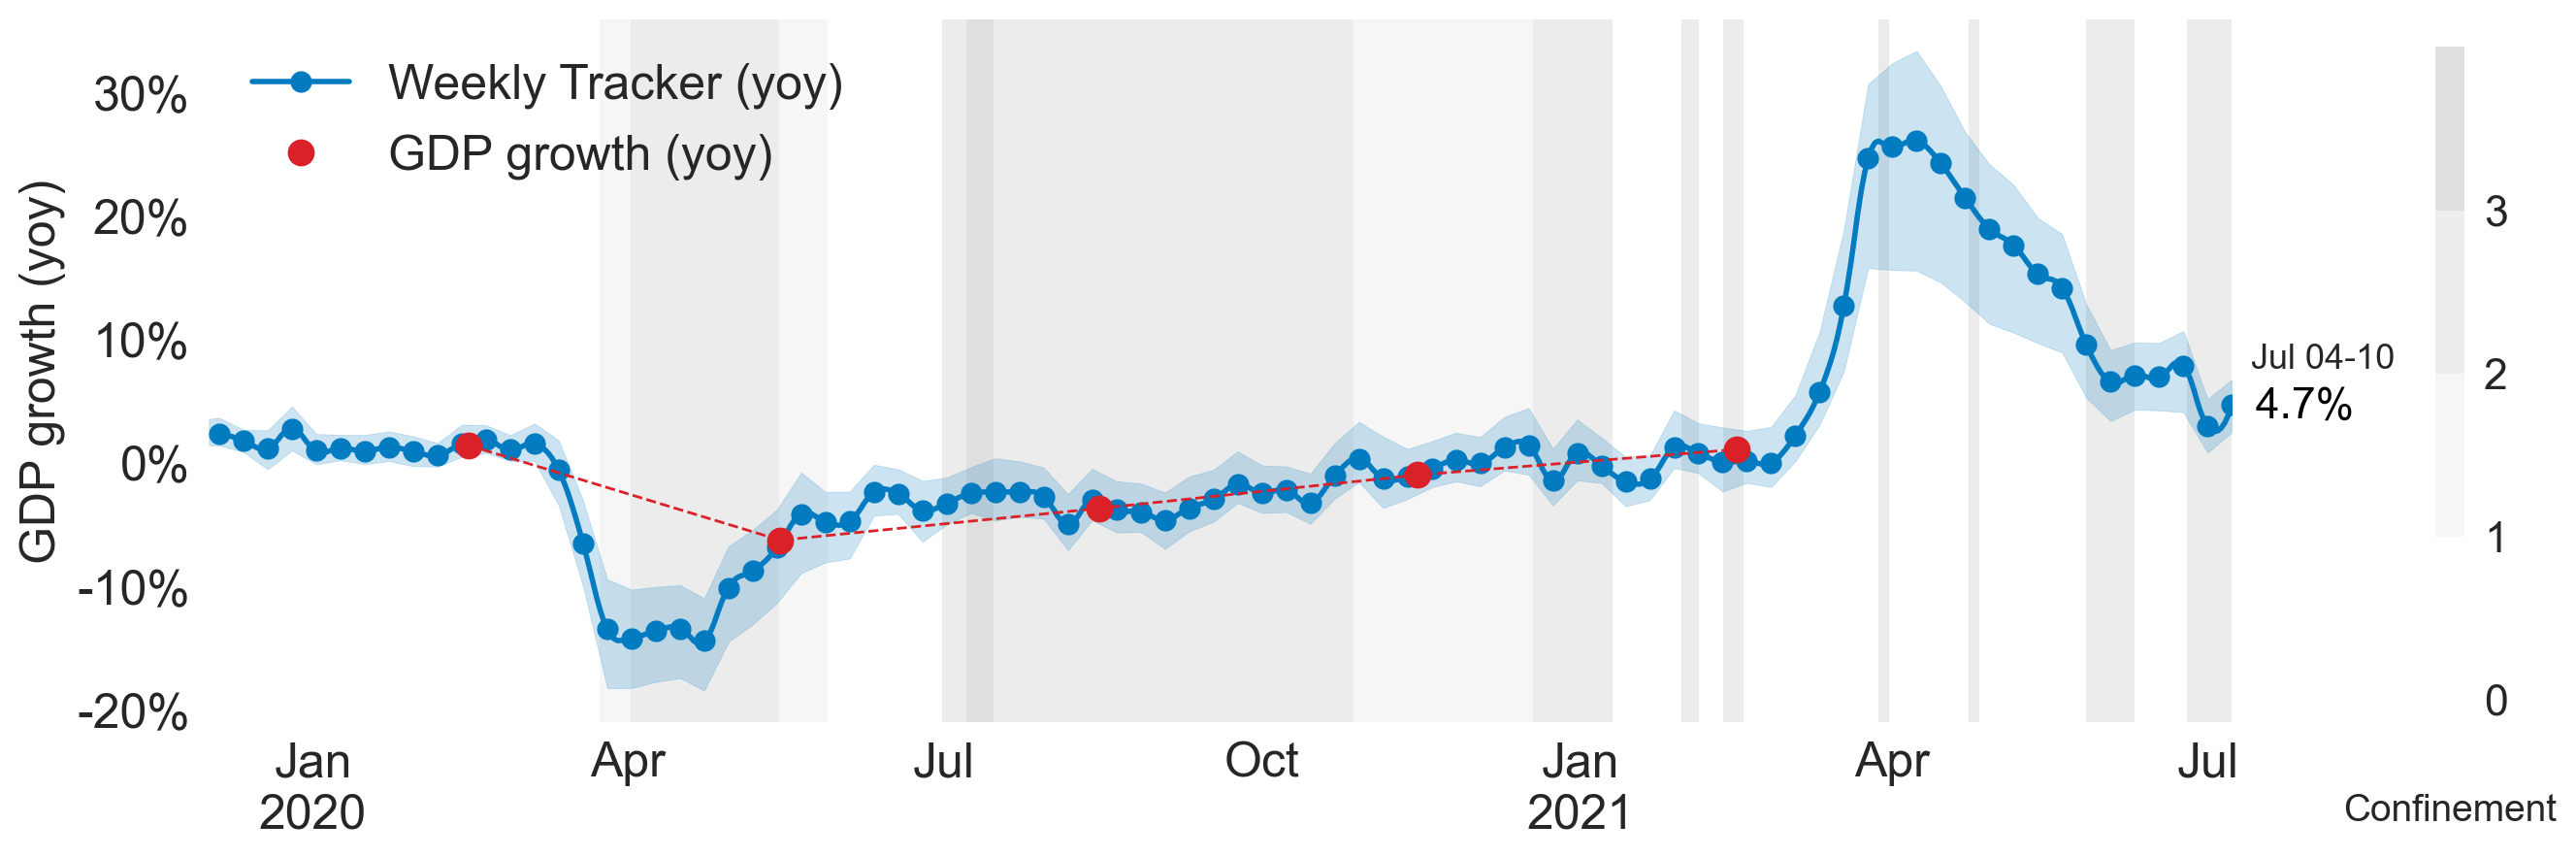 Weekly Tracker (yoy)
GDP growth (yoy)
GDP growth (yoy)
30%
20%
10%
0%
-10%
-20%
Jan
2020
Apr
Jul
Oct
Jan
2021
Apr
Jul
Jul 04-10
4.7%
3
2
1
0
Confinement